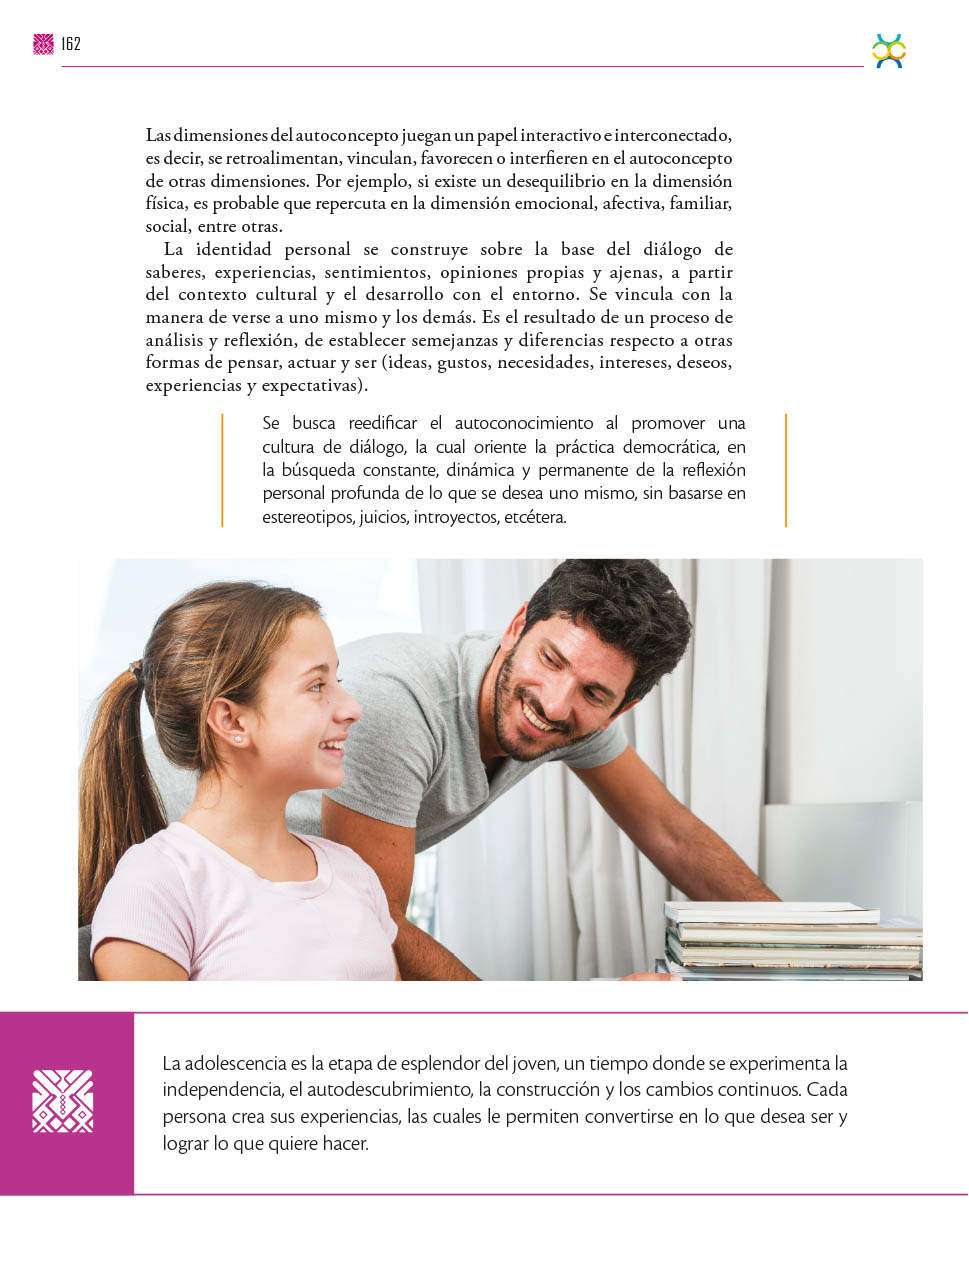 162
Las dimensiones del autoconcepto juegan un papel interactivo e interconectado,
es decir, se retroalimentan, vinculan, favorecen o interfieren en el autoconcepto
de otras dimensiones. Por ejemplo, si existe un desequilibrio en la dimensión
física, es probable que repercuta en la dimensión emocional, afectiva, familiar,
social, entre otras.
La identidad personal se construye sobre la base del diálogo de
saberes, experiencias, sentimientos, opiniones propias y ajenas, a partir
del contexto cultural y el desarrollo con el entorno. Se vincula con la
manera de verse a uno mismo y los demás. Es el resultado de un proceso de
análisis y reflexión, de establecer semejanzas y diferencias respecto a otras
formas de pensar, actuar y ser (ideas, gustos, necesidades, intereses, deseos,
experiencias y expectativas).
Se busca reedificar el autoconocimiento al promover una
cultura de diálogo, la cual oriente la práctica democrática, en
la búsqueda constante, dinámica y permanente de la reflexión
personal profunda de lo que se desea uno mismo, sin basarse en
estereotipos, juicios, introyectos, etcétera.
La adolescencia es la etapa de esplendor del joven, un tiempo donde se experimenta la
independencia, el autodescubrimiento, la construcción y los cambios continuos. Cada
persona crea sus experiencias, las cuales le permiten convertirse en lo que desea ser y
lograr lo que quiere hacer.